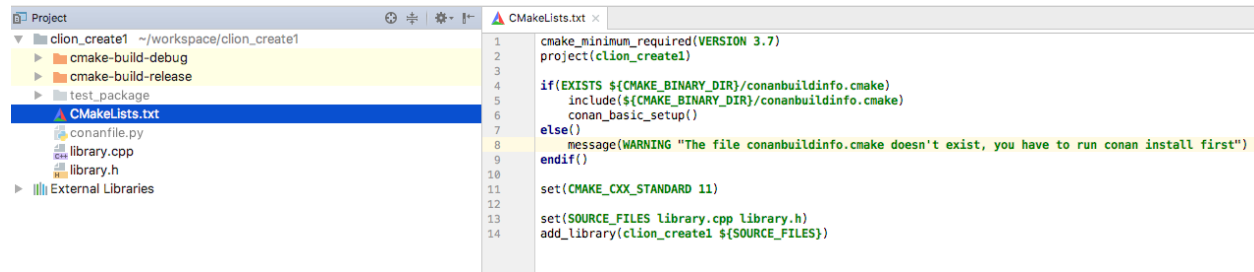 Project
clion_create1 ~/workspace/clion_create1
cmake-build-debug
cmake-build-release
test_package
CMakeLists.txt
conanfile.py
library.cpp
library.h
External Libraries
CMakeLists.txt
1 cmake_minimum_required(VERSION 3.7)
2 project(clion_create1)
3
4 if(EXISTS ${CMAKE_BINARY_DIR}/conanbuildinfo.cmake)
5 include(${CMAKE_BINARY_DIR}/conanbuildinfo.cmake)
6 conan_basic_setup()
7 else()
8 message(WARNING "The file conanbuildinfo.cmake doesn't exist, you have to run conan install first")
9 endif()
10
11 set(CMAKE_CXX_STANDARD 11)
12
13 set(SOURCE_FILES library.cpp library.h)
14 add_library(clion_create1 ${SOURCE_FILES})